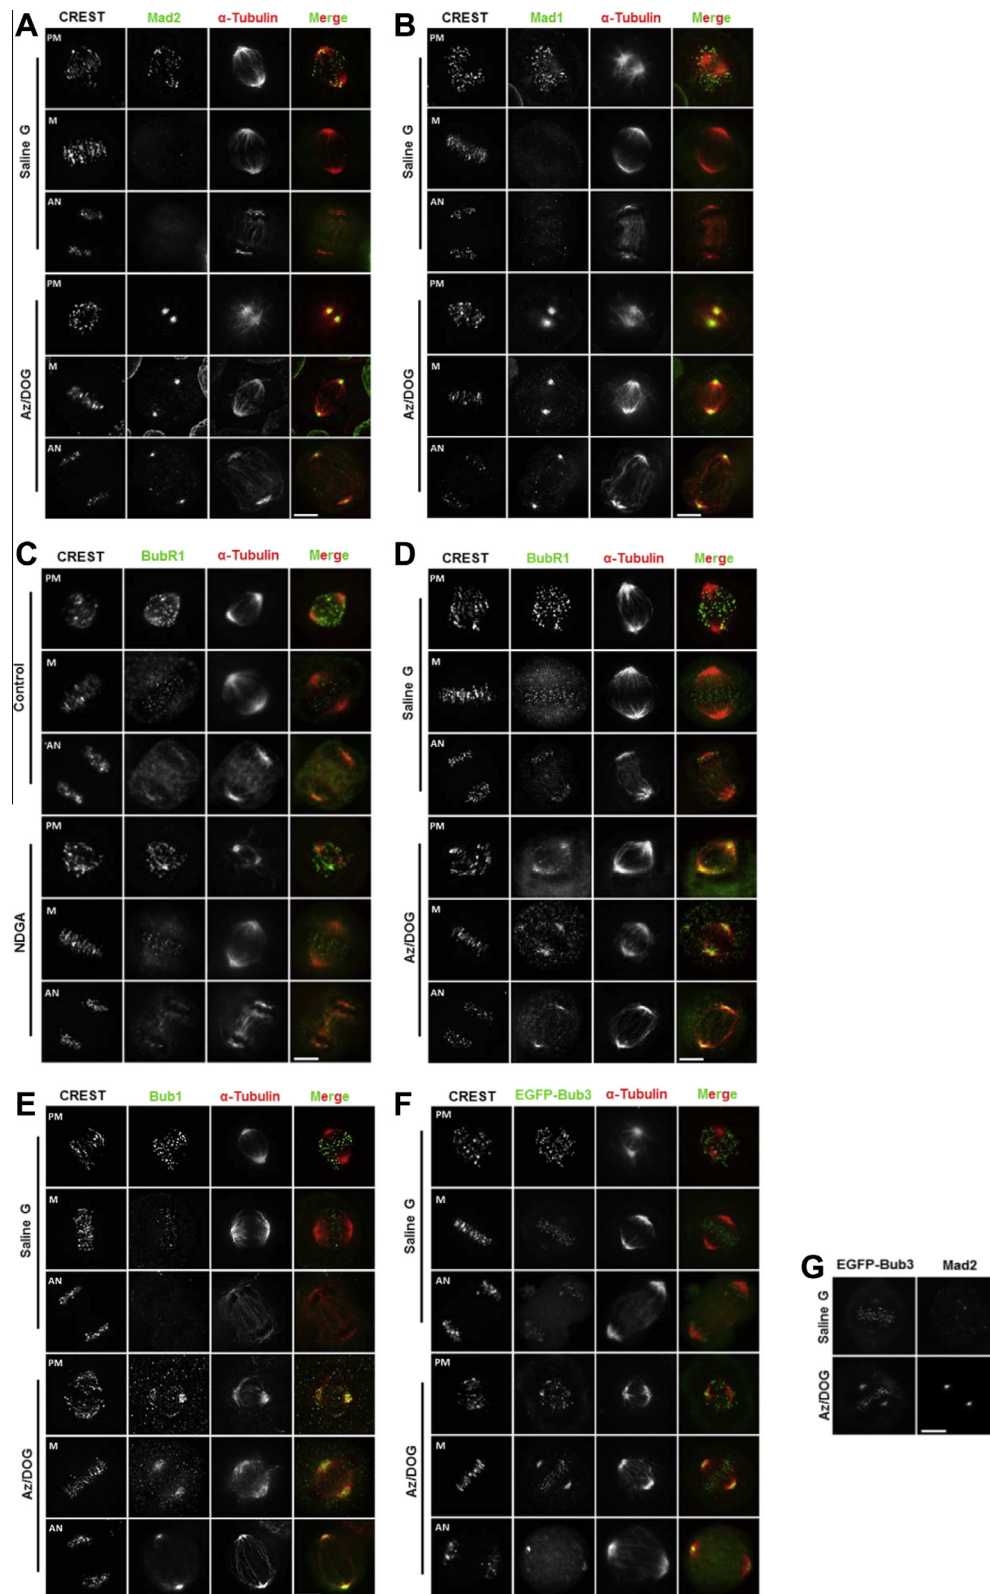 A
CREST Mad2 α-Tubulin Merge
Saline G
PM
M
AN
Az/DOG
PM
M
AN
B
CREST Mad1 α-Tubulin Merge
Saline G
PM
M
AN
Az/DOG
PM
M
AN
C
CREST BubR1 α-Tubulin Merge
Control
PM
M
AN
NDGA
PM
M
AN
D
CREST BubR1 α-Tubulin Merge
Saline G
PM
M
AN
Az/DOG
PM
M
AN
E
CREST Bub1 α-Tubulin Merge
Saline G
PM
M
AN
Az/DOG
PM
M
AN
F
CREST EGFP-Bub3 α-Tubulin Merge
Saline G
PM
M
AN
Az/DOG
PM
M
AN
G
EGFP-Bub3 Mad2
Saline G
Az/DOG